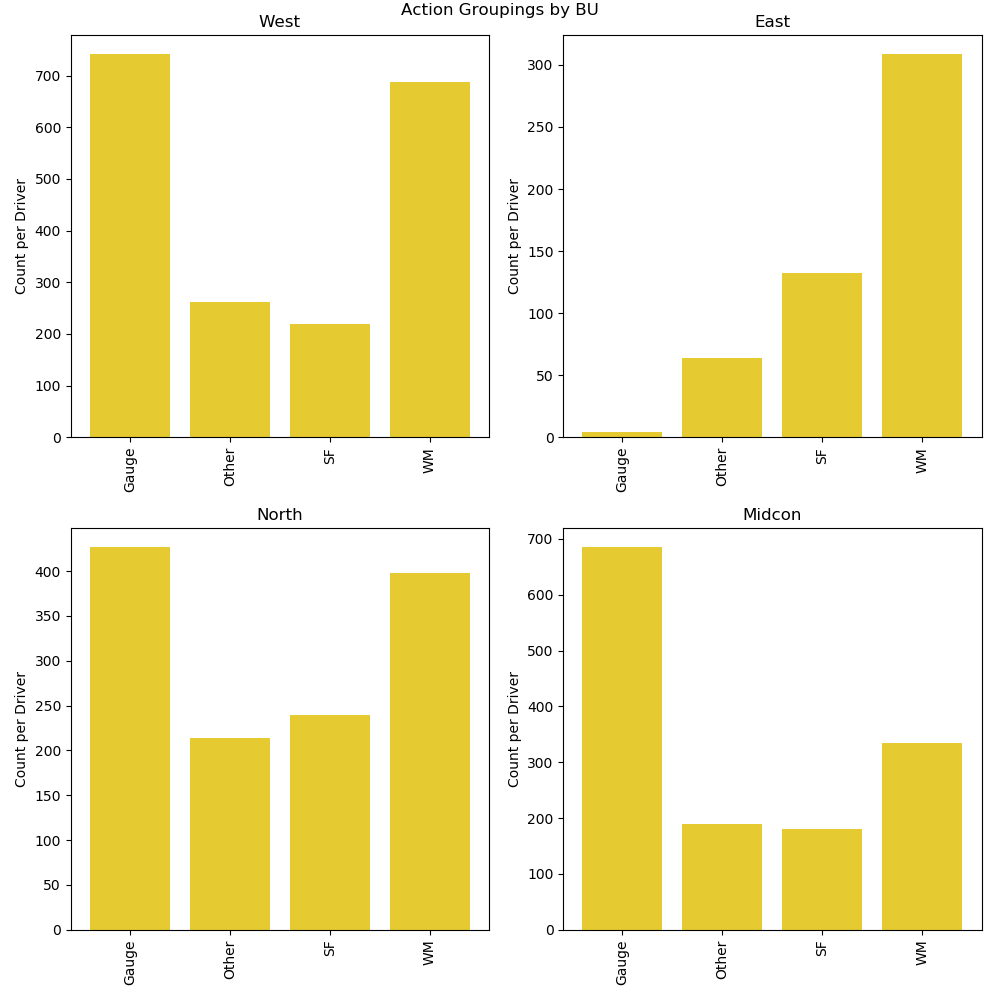 Action Groupings by BU
West
Count per Driver
700
600
500
400
300
200
100
0
Gauge
Other
SF
WM
East
Count per Driver
300
250
200
150
100
50
0
Gauge
Other
SF
WM
North
Count per Driver
400
350
300
250
200
150
100
50
0
Gauge
Other
SF
WM
Midcon
Count per Driver
700
600
500
400
300
200
100
0
Gauge
Other
SF
WM